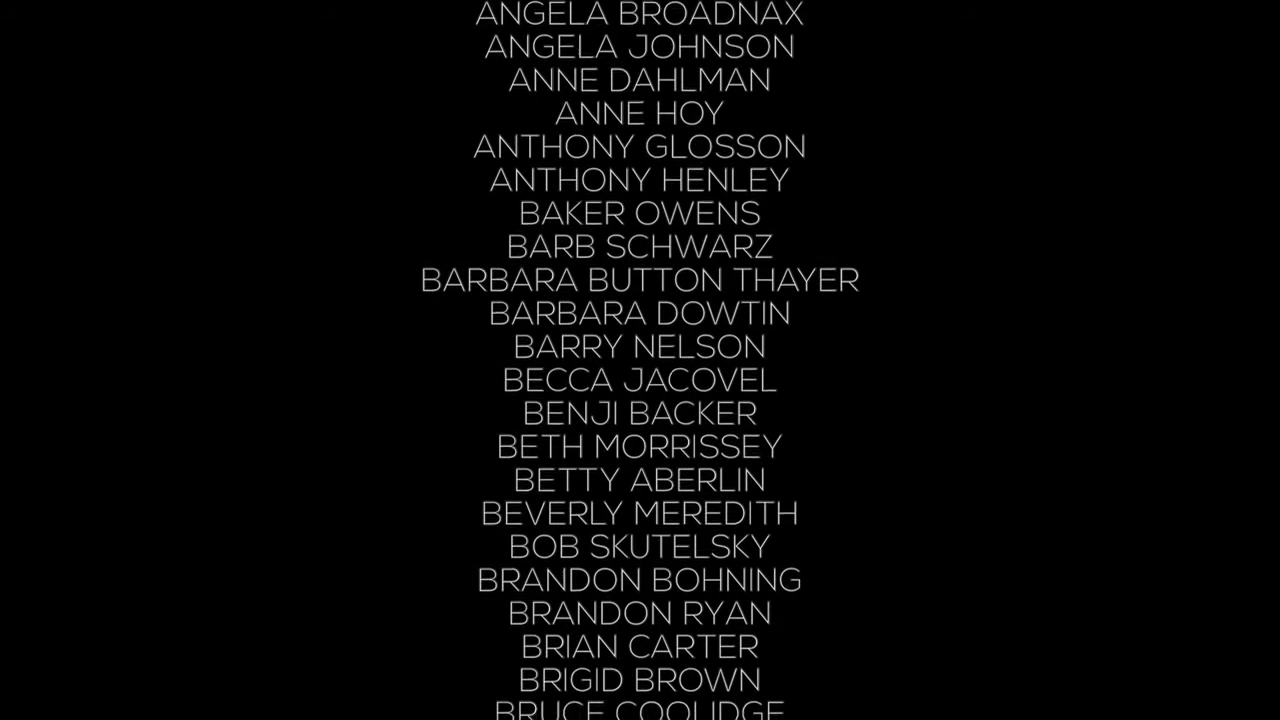 ANGELA BROADNAX
ANGELA JOHNSON
ANNE DAHLMAN
ANNE HOY
ANTHONY GLOSSON
ANTHONY HENLEY
BAKER OWENS
BARB SCHWARZ
BARBARA BUTTON THAYER
BARBARA DOWTIN
BARRY NELSON
BECCA JACOVEL
BENJI BACKER
BETH MORRISSEY
BETTY ABERLIN
BEVERLY MEREDITH
BOB SKUTELSKY
BRANDON BOHNING
BRANDON RYAN
BRIAN CARTER
BRIGID BROWN
BRUCE COOLIDGE